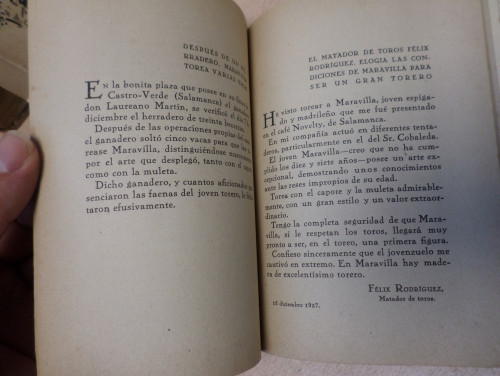 DESPUÉS DE UN
RRADERO, MARAVI
TOREA VARIAS
EN la bonita plaza que posee en su
Castro-Verde (Salamanca) el
don Laureano Martín, se verificó el
diciembre el herradero de treinta
Después de las operaciones propias de
el ganadero soltó cinco vacas para que to
rease Maravilla, distinguiéndose
por el arte que desplegó, tanto con el
como con la muleta.
Dicho ganadero, y cuantos aficionados
senciaron las faenas del joven torero, le
taron efusivamente.
EL MATADOR DE TOROS FÉLIX
RODRÍGUEZ, ELOGIA LAS CON-
DICIONES DE MARAVILLA PARA
SER UN GRAN TORERO
HE visto torear a Maravilla, joven espiga-
do y madrileño, que me fué presentado
en el café Novelty, de Salamanca.
En mi compañía actuó en diferentes tenta-
deros, particularmente en el del Sr. Cobaleda.
El joven Maravilla—creo que no ha cum-
plido los diez y siete años—posee un arte ex-
cepcional, demostrando unos conocimientos
ante las reses impropios de su edad.
Torea con el capote y la muleta admirable-
mente, con un gran estilo y un valor extraor-
dinario.
Tengo la completa seguridad de que Mara-
villa, si le respetan los toros, llegará muy
pronto a ser, en el toreo, una primera figura.
Confieso sinceramente que el jovenzuelo me
cautivó en extremo. En Maravilla hay made-
ra de excelentísimo torero.
FÉLIX RODRÍGUEZ,
Matador de toros.
16 diciembre 1927.